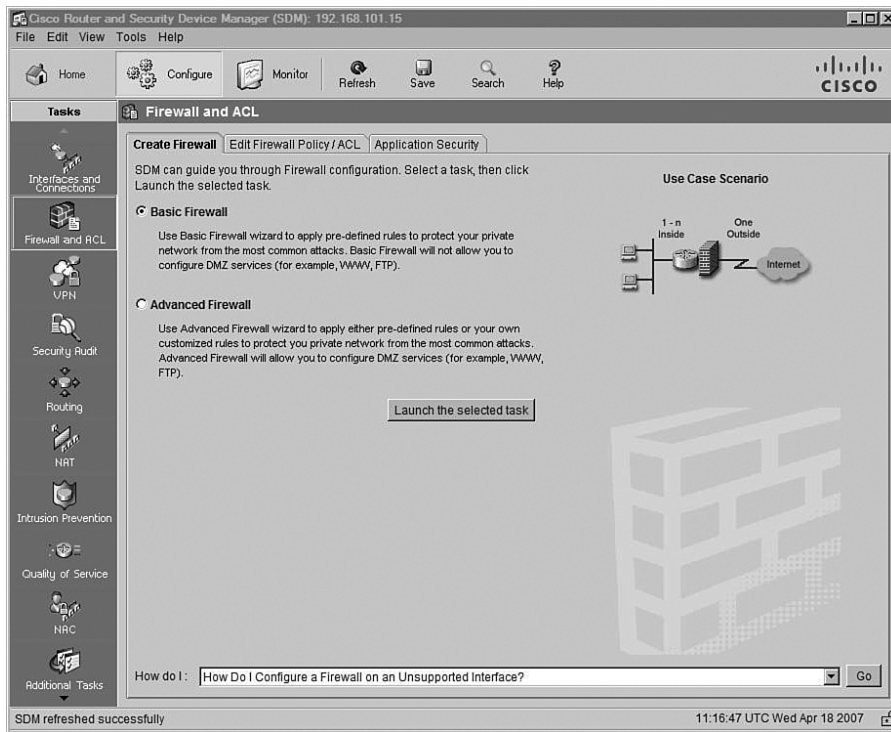 Cisco Router and Security Device Manager (SDM): 192.168.101.15
File Edit View Tools Help
Home Configure Monitor Refresh Save Search Help
CISCO
Tasks
Interfaces and
Connections
Firewall and ACL
VPN
Security Audit
Routing
NAT
Intrusion Prevention
Quality of Service
NAC
Additional Tasks
Firewall and ACL
Create Firewall Edit Firewall Policy / ACL Application Security
SDM can guide you through Firewall configuration. Select a task, then click
Launch the selected task.
Basic Firewall
Use Basic Firewall wizard to apply pre-defined rules to protect your private
network from the most common attacks. Basic Firewall will not allow you to
configure DMZ services (for example, WWW, FTP).
Advanced Firewall
Use Advanced Firewall wizard to apply either pre-defined rules or your own
customized rules to protect you private network from the most common attacks.
Advanced Firewall will allow you to configure DMZ services (for example, WWW,
FTP).
Launch the selected task
Use Case Scenario
1 - n
Inside
One
Outside
Internet
How do I : How Do I Configure a Firewall on an Unsupported Interface? Go
SDM refreshed successfully 11:16:47 UTC Wed Apr 18 2007